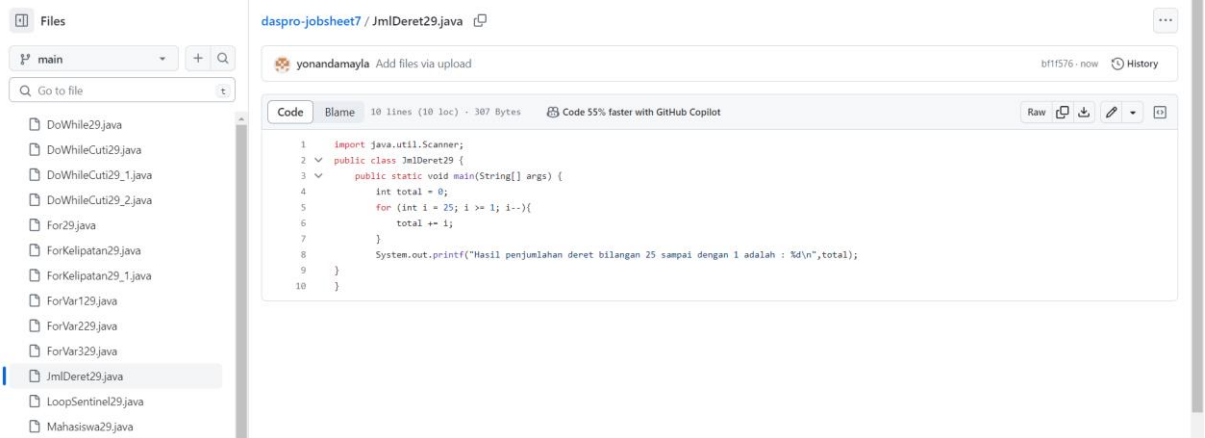 Files
main
Go to file
t
DoWhile29.java
DoWhileCuti29.java
DoWhileCuti29_1.java
DoWhileCuti29_2.java
For29.java
ForKelipatan29.java
ForKelipatan29_1.java
ForVar129.java
ForVar229.java
ForVar329.java
JmlDeret29.java
LoopSentinel29.java
Mahasiswa29.java
daspro-jobsheet7 / JmlDeret29.java
yonandamayla Add files via upload
bf1f576 · now History
Code Blame 10 lines (10 loc) · 307 Bytes Code 55% faster with GitHub Copilot Raw
1 import java.util.Scanner;
2 public class JmlDeret29 {
3 public static void main(String[] args) {
4 int total = 0;
5 for (int i = 25; i >= 1; i--){
6 total += i;
7 }
8 System.out.printf("Hasil penjumlahan deret bilangan 25 sampai dengan 1 adalah : %d\n",total);
9 }
10 }